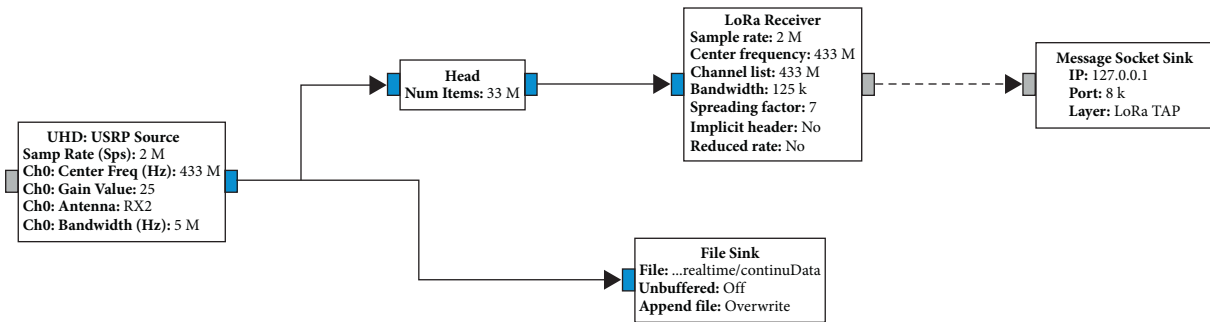 UHD: USRP Source
Samp Rate (Sps): 2 M
Ch0: Center Freq (Hz): 433 M
Ch0: Gain Value: 25
Ch0: Antenna: RX2
Ch0: Bandwidth (Hz): 5 M
Head
Num Items: 33 M
LoRa Receiver
Sample rate: 2 M
Center frequency: 433 M
Channel list: 433 M
Bandwidth: 125 k
Spreading factor: 7
Implicit header: No
Reduced rate: No
Message Socket Sink
IP: 127.0.0.1
Port: 8 k
Layer: LoRa TAP
File Sink
File: ...realtime/continuData
Unbuffered: Off
Append file: Overwrite